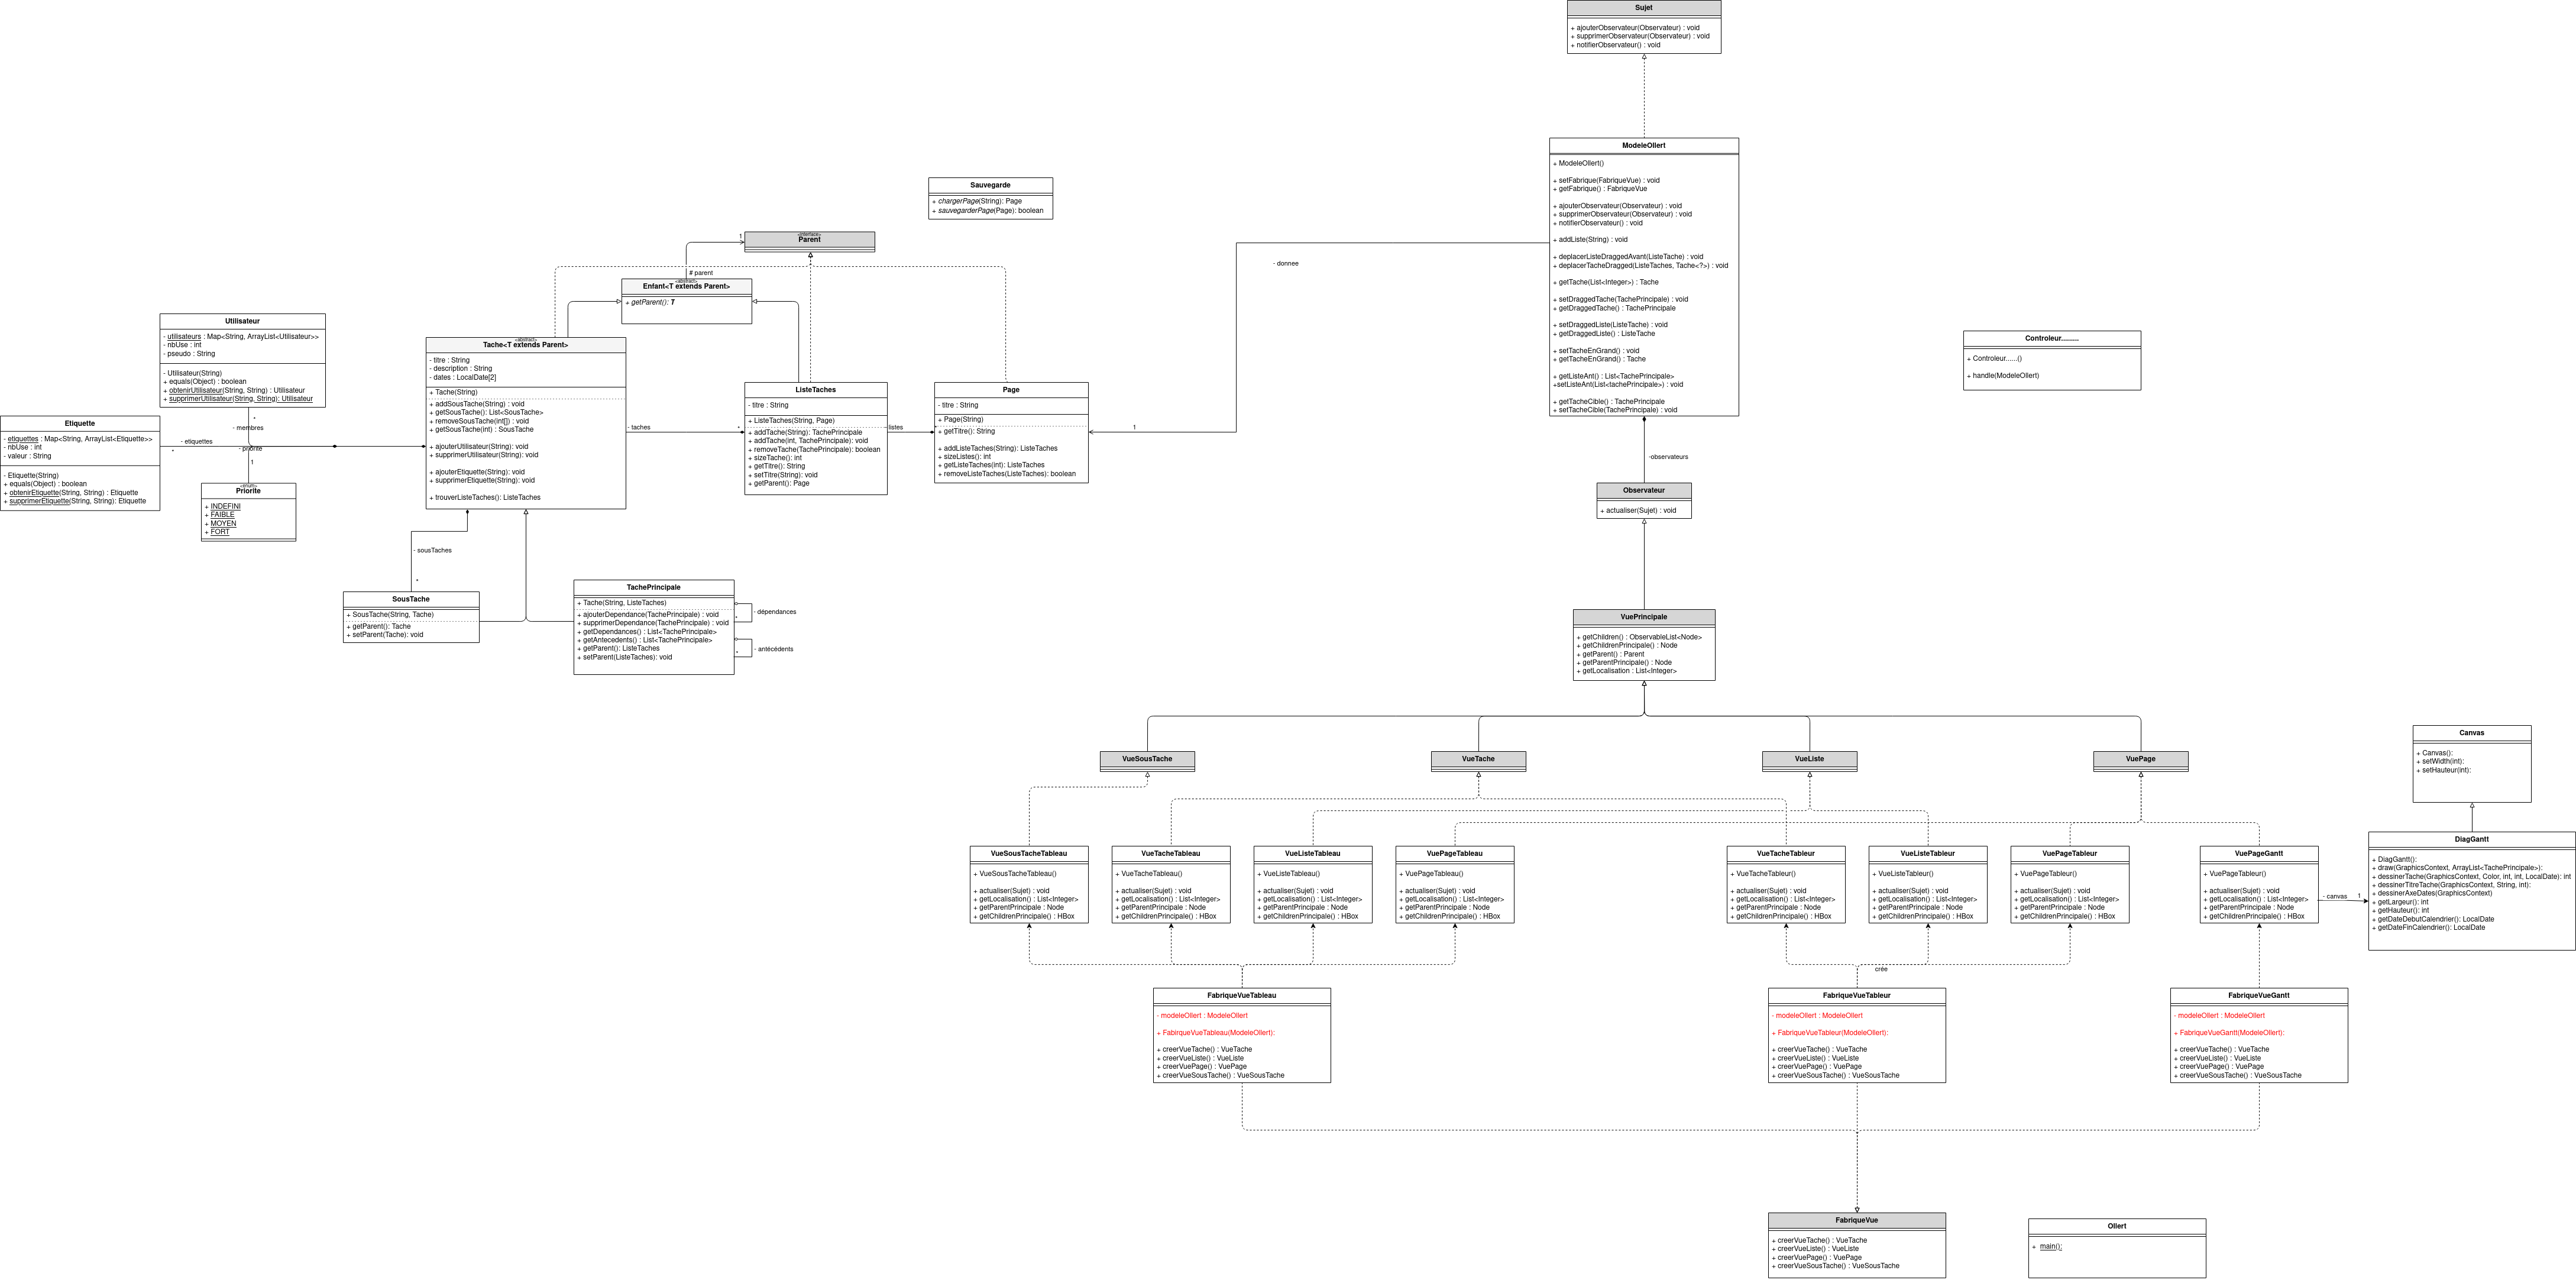 Sujet
+ ajouterObservateur(Observateur) : void
+ supprimerObservateur(Observateur) : void
+ notifierObservateur() : void
ModeleOllert
+ ModeleOllert()
+ setFabrique(FabriqueVue) : void
+ getFabrique() : FabriqueVue
+ ajouterObservateur(Observateur) : void
+ supprimerObservateur(Observateur) : void
+ notifierObservateur() : void
+ addListe(String) : void
+ deplacerListeDraggedAvant(ListeTache) : void
+ deplacerTacheDragged(ListeTaches, Tache<?>) : void
+ getTache(List<Integer>) : Tache
+ setDraggedTache(TachePrincipale) : void
+ getDraggedTache() : TachePrincipale
+ setDraggedListe(ListeTache) : void
+ getDraggedListe() : ListeTache
+ setTacheEnGrand() : void
+ getTacheEnGrand() : Tache
+ getListeAnt() : List<TachePrincipale>
+setListeAnt(List<tachePrincipale>) : void
+ getTacheCible() : TachePrincipale
+ setTacheCible(TachePrincipale) : void
Sauvegarde
+ chargerPage(String): Page
+ sauvegarderPage(Page): boolean
«interface»
Parent
1
# parent
- donnee
1
«abstract»
Enfant<T extends Parent>
+ getParent(): T
Utilisateur
- utilisateurs : Map<String, ArrayList<Utilisateur>>
- nbUse : int
- pseudo : String
- Utilisateur(String)
+ equals(Object) : boolean
+ obtenirUtilisateur(String, String) : Utilisateur
+ supprimerUtilisateur(String, String): Utilisateur
*
- membres
- priorite
1
Etiquette
- etiquettes : Map<String, ArrayList<Etiquette>>
- nbUse : int
- valeur : String
- Etiquette(String)
+ equals(Object) : boolean
+ obtenirEtiquette(String, String) : Etiquette
+ supprimerEtiquette(String, String): Etiquette
- etiquettes
*
«enum»
Priorite
+ INDEFINI
+ FAIBLE
+ MOYEN
+ FORT
«abstract»
Tache<T extends Parent>
- titre : String
- description : String
- dates : LocalDate[2]
+ Tache(String)
+ addSousTache(String) : void
+ getSousTache(): List<SousTache>
+ removeSousTache(int[]) : void
+ getSousTache(int) : SousTache
+ ajouterUtilisateur(String) : void
+ supprimerUtilisateur(String): void
+ ajouterEtiquette(String): void
+ supprimerEtiquette(String): void
+ trouverListeTaches(): ListeTaches
- taches
*
ListeTaches
- titre : String
+ ListeTaches(String, Page)
+ addTache(String): TachePrincipale
+ addTache(int, TachePrincipale): void
+ removeTache(TachePrincipale): boolean
+ sizeTache(): int
+ getTitre(): String
+ setTitre(String): void
+ getParent(): Page
- listes
*
Page
- titre : String
+ Page(String)
+ getTitre(): String
+ addListeTaches(String): ListeTaches
+ sizeListes(): int
+ getListeTaches(int): ListeTaches
+ removeListeTaches(ListeTaches): boolean
Controleur.........
+ Controleur......()
+ handle(ModeleOllert)
-observateurs
Observateur
+ actualiser(Sujet) : void
- sousTaches
*
SousTache
+ SousTache(String, Tache)
+ getParent(): Tache
+ setParent(Tache): void
TachePrincipale
+ Tache(String, ListeTaches)
+ ajouterDependance(TachePrincipale) : void
+ supprimerDependance(TachePrincipale) : void
+ getDependances() : List<TachePrincipale>
+ getAntecedents() : List<TachePrincipale>
+ getParent(): ListeTaches
+ setParent(ListeTaches): void
- dépendances
*
- antécédents
*
VuePrincipale
+ getChildren() : ObservableList<Node>
+ getChildrenPrincipale() : Node
+ getParent() : Parent
+ getParentPrincipale() : Node
+ getLocalisation : List<Integer>
VueSousTache
VueTache
VueListe
VuePage
Canvas
+ Canvas():
+ setWidth(int):
+ setHauteur(int):
VueSousTacheTableau
+ VueSousTacheTableau()
+ actualiser(Sujet) : void
+ getLocalisation : List<Integer>
+ getParentPrincipale : Node
+ getChildrenPrincipale() : HBox
VueTacheTableau
+ VueTacheTableau()
+ actualiser(Sujet) : void
+ getLocalisation : List<Integer>
+ getParentPrincipale : Node
+ getChildrenPrincipale() : HBox
VueListeTableau
+ VueListeTableau()
+ actualiser(Sujet) : void
+ getLocalisation : List<Integer>
+ getParentPrincipale : Node
+ getChildrenPrincipale() : HBox
VuePageTableau
+ VuePageTableau()
+ actualiser(Sujet) : void
+ getLocalisation : List<Integer>
+ getParentPrincipale : Node
+ getChildrenPrincipale() : HBox
VueTacheTableur
+ VueTacheTableur()
+ actualiser(Sujet) : void
+ getLocalisation : List<Integer>
+ getParentPrincipale : Node
+ getChildrenPrincipale() : HBox
VueListeTableur
+ VueListeTableur()
+ actualiser(Sujet) : void
+ getLocalisation : List<Integer>
+ getParentPrincipale : Node
+ getChildrenPrincipale() : HBox
VuePageTableur
+ VuePageTableur()
+ actualiser(Sujet) : void
+ getLocalisation : List<Integer>
+ getParentPrincipale : Node
+ getChildrenPrincipale() : HBox
VuePageGantt
+ VuePageTableur()
+ actualiser(Sujet) : void
+ getLocalisation : List<Integer>
+ getParentPrincipale : Node
+ getChildrenPrincipale() : HBox
- canvas
1
DiagGantt
+ DiagGantt():
+ draw(GraphicsContext, ArrayList<TachePrincipale>):
+ dessinerTache(GraphicsContext, Color, int, int, LocalDate): int
+ dessinerTitreTache(GraphicsContext, String, int):
+ dessinerAxeDates(GraphicsContext)
+ getLargeur(): int
+ getHauteur(): int
+ getDateDebutCalendrier(): LocalDate
+ getDateFinCalendrier(): LocalDate
crée
FabriqueVueTableau
- modeleOllert : ModeleOllert
+ FabirqueVueTableau(ModeleOllert):
+ creerVueTache() : VueTache
+ creerVueListe() : VueListe
+ creerVuePage() : VuePage
+ creerVueSousTache() : VueSousTache
FabriqueVueTableur
- modeleOllert : ModeleOllert
+ FabriqueVueTableur(ModeleOllert):
+ creerVueTache() : VueTache
+ creerVueListe() : VueListe
+ creerVuePage() : VuePage
+ creerVueSousTache() : VueSousTache
FabriqueVueGantt
- modeleOllert : ModeleOllert
+ FabriqueVueGantt(ModeleOllert):
+ creerVueTache() : VueTache
+ creerVueListe() : VueListe
+ creerVuePage() : VuePage
+ creerVueSousTache() : VueSousTache
FabriqueVue
+ creerVueTache() : VueTache
+ creerVueListe() : VueListe
+ creerVuePage() : VuePage
+ creerVueSousTache() : VueSousTache
Ollert
+ main():